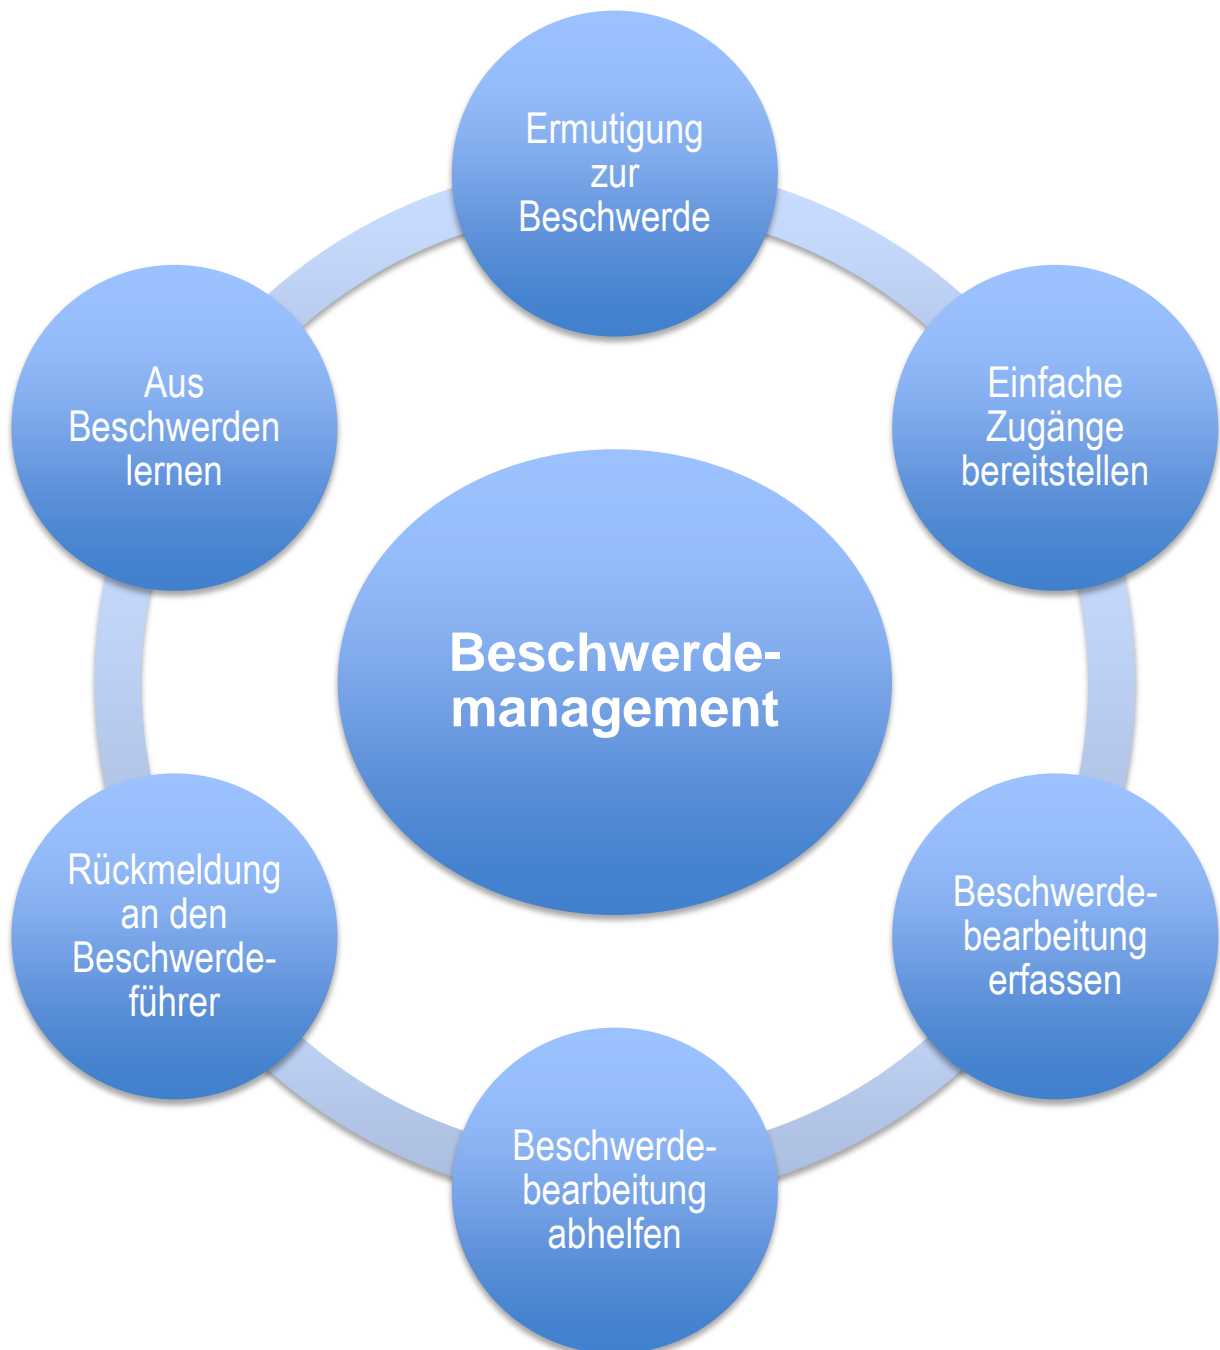 Ermutigung
zur
Beschwerde
Einfache
Zugänge
bereitstellen
Beschwerde-
bearbeitung
erfassen
Beschwerde-
bearbeitung
abhelfen
Rückmeldung
an den
Beschwerde-
führer
Aus
Beschwerden
lernen
Beschwerde-
management